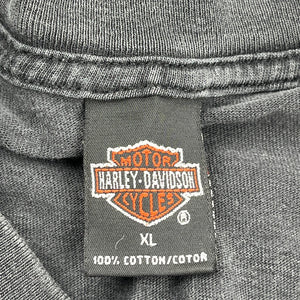 MOTOR
HARLEY-DAVIDSON
CYCLES
®
XL
100% COTTON/COTON